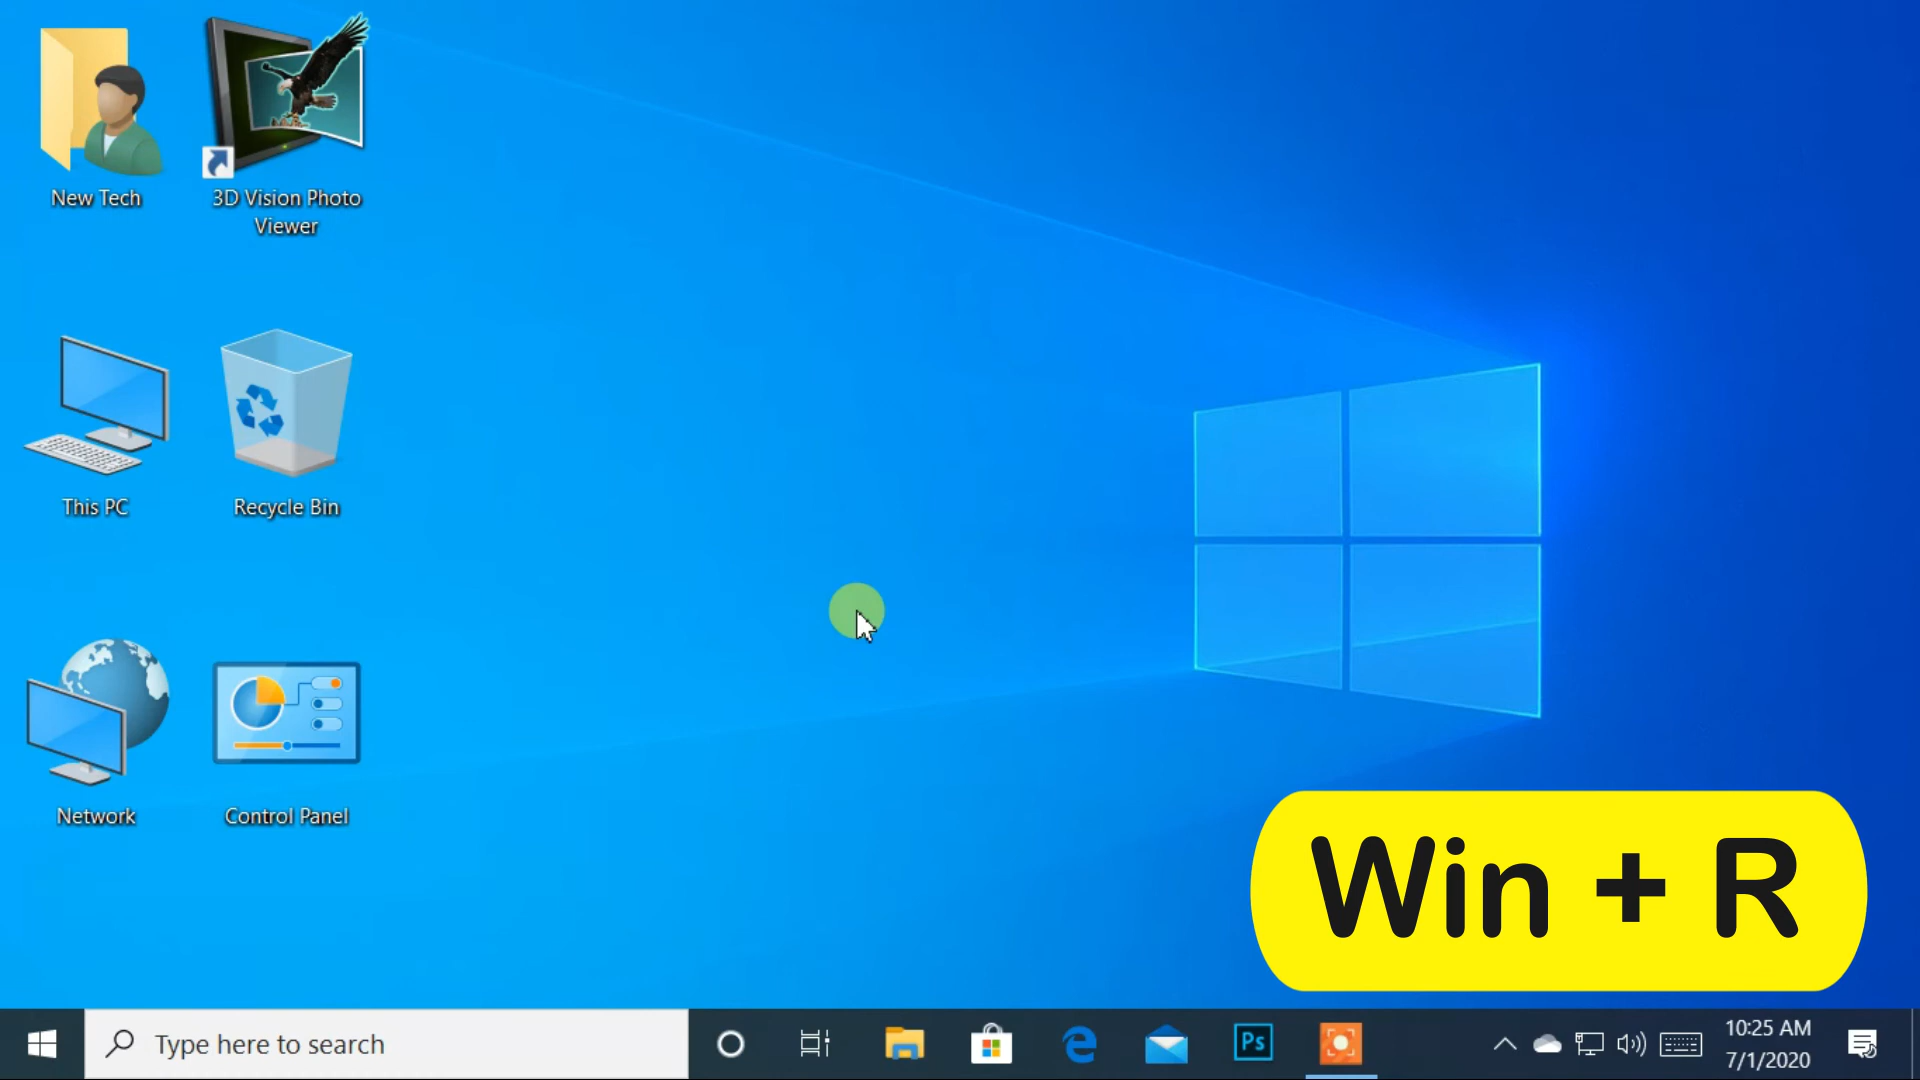 New Tech
3D Vision Photo
Viewer
This PC
Recycle Bin
Network
Control Panel
Win + R
Type here to search
Ps
10:25 AM
7/1/2020